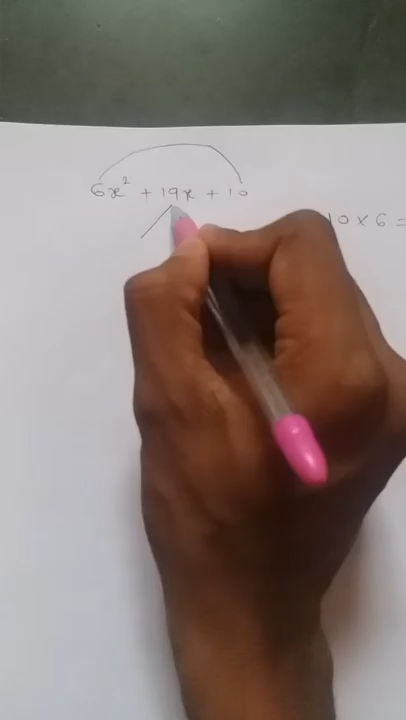 6x² + 19x + 10
10 × 6 =